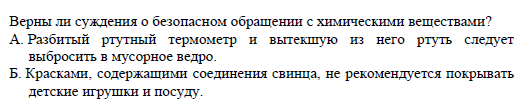 Верны ли суждения о безопасном обращении с химическими веществами?
А. Разбитый ртутный термометр и вытекшую из него ртуть следует
выбросить в мусорное ведро.
Б. Красками, содержащими соединения свинца, не рекомендуется покрывать
детские игрушки и посуду.